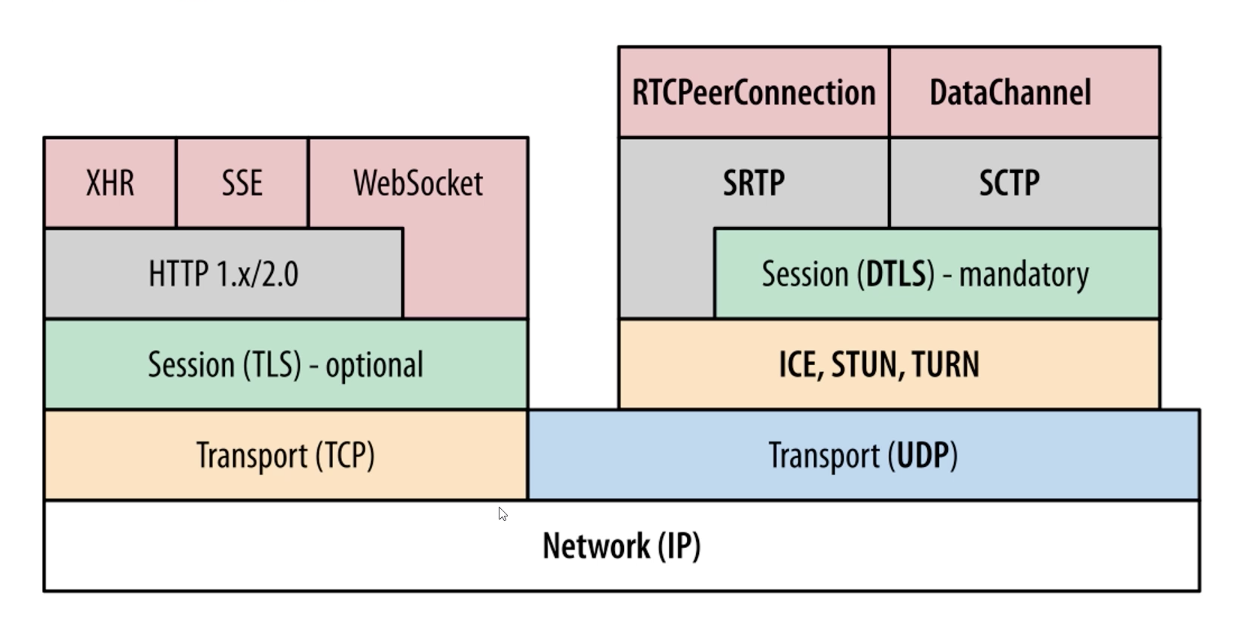 RTCPeerConnection
DataChannel
XHR
SSE
WebSocket
SRTP
SCTP
HTTP 1.x/2.0
Session (DTLS) - mandatory
Session (TLS) - optional
ICE, STUN, TURN
Transport (TCP)
Transport (UDP)
Network (IP)